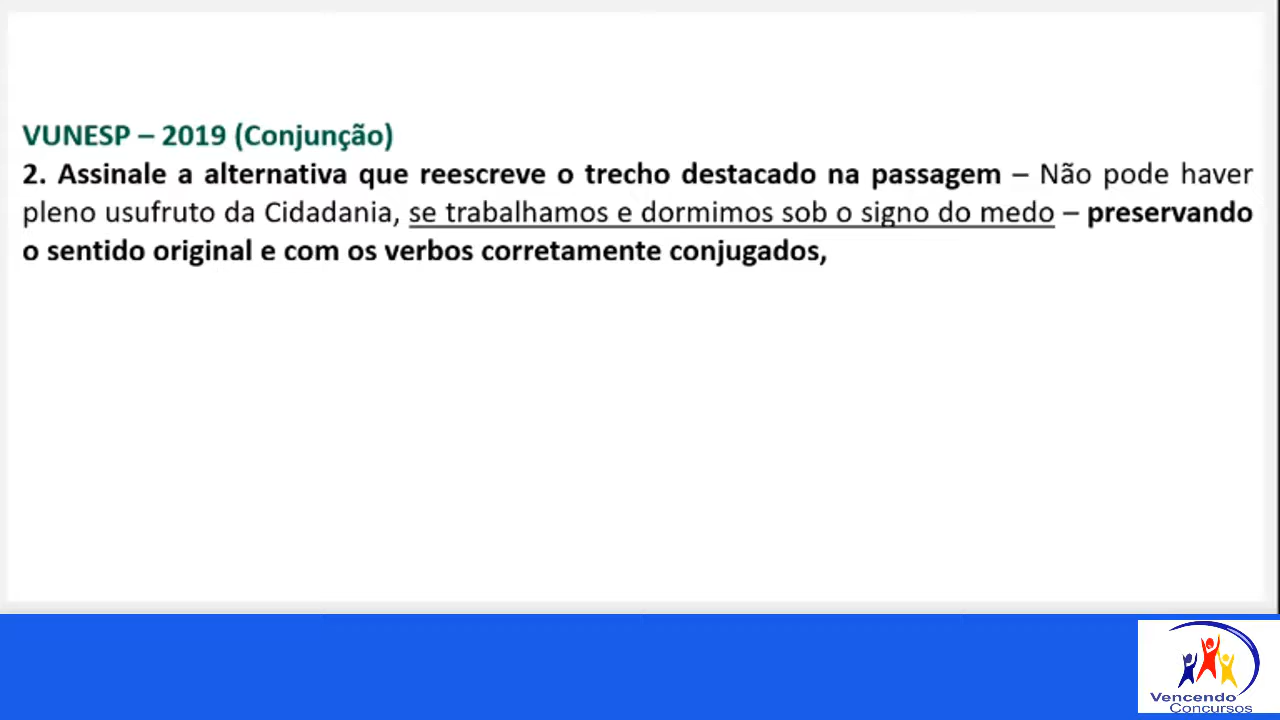 VUNESP – 2019 (Conjunção)
2. Assinale a alternativa que reescreve o trecho destacado na passagem – Não pode haver
pleno usufruto da Cidadania, se trabalhamos e dormimos sob o signo do medo – preservando
o sentido original e com os verbos corretamente conjugados,
Vencendo
Concursos